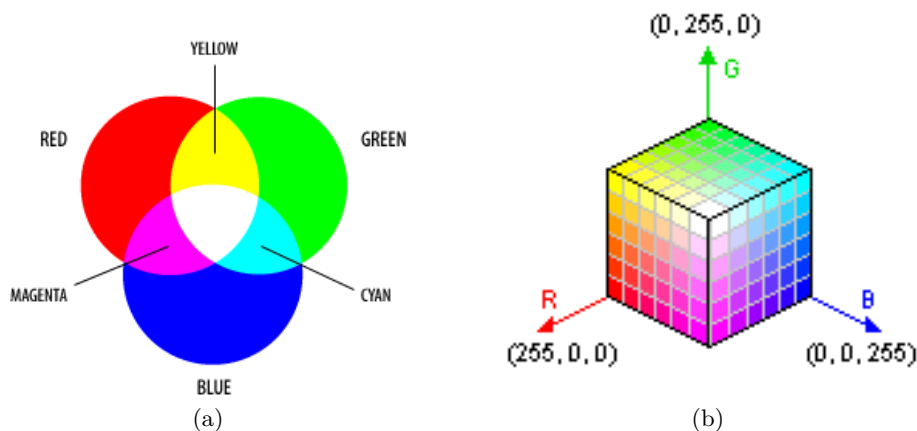 YELLOW
RED
GREEN
MAGENTA
CYAN
BLUE
(a)
(0, 255, 0)
G
R
B
(255, 0, 0)
(0, 0, 255)
(b)